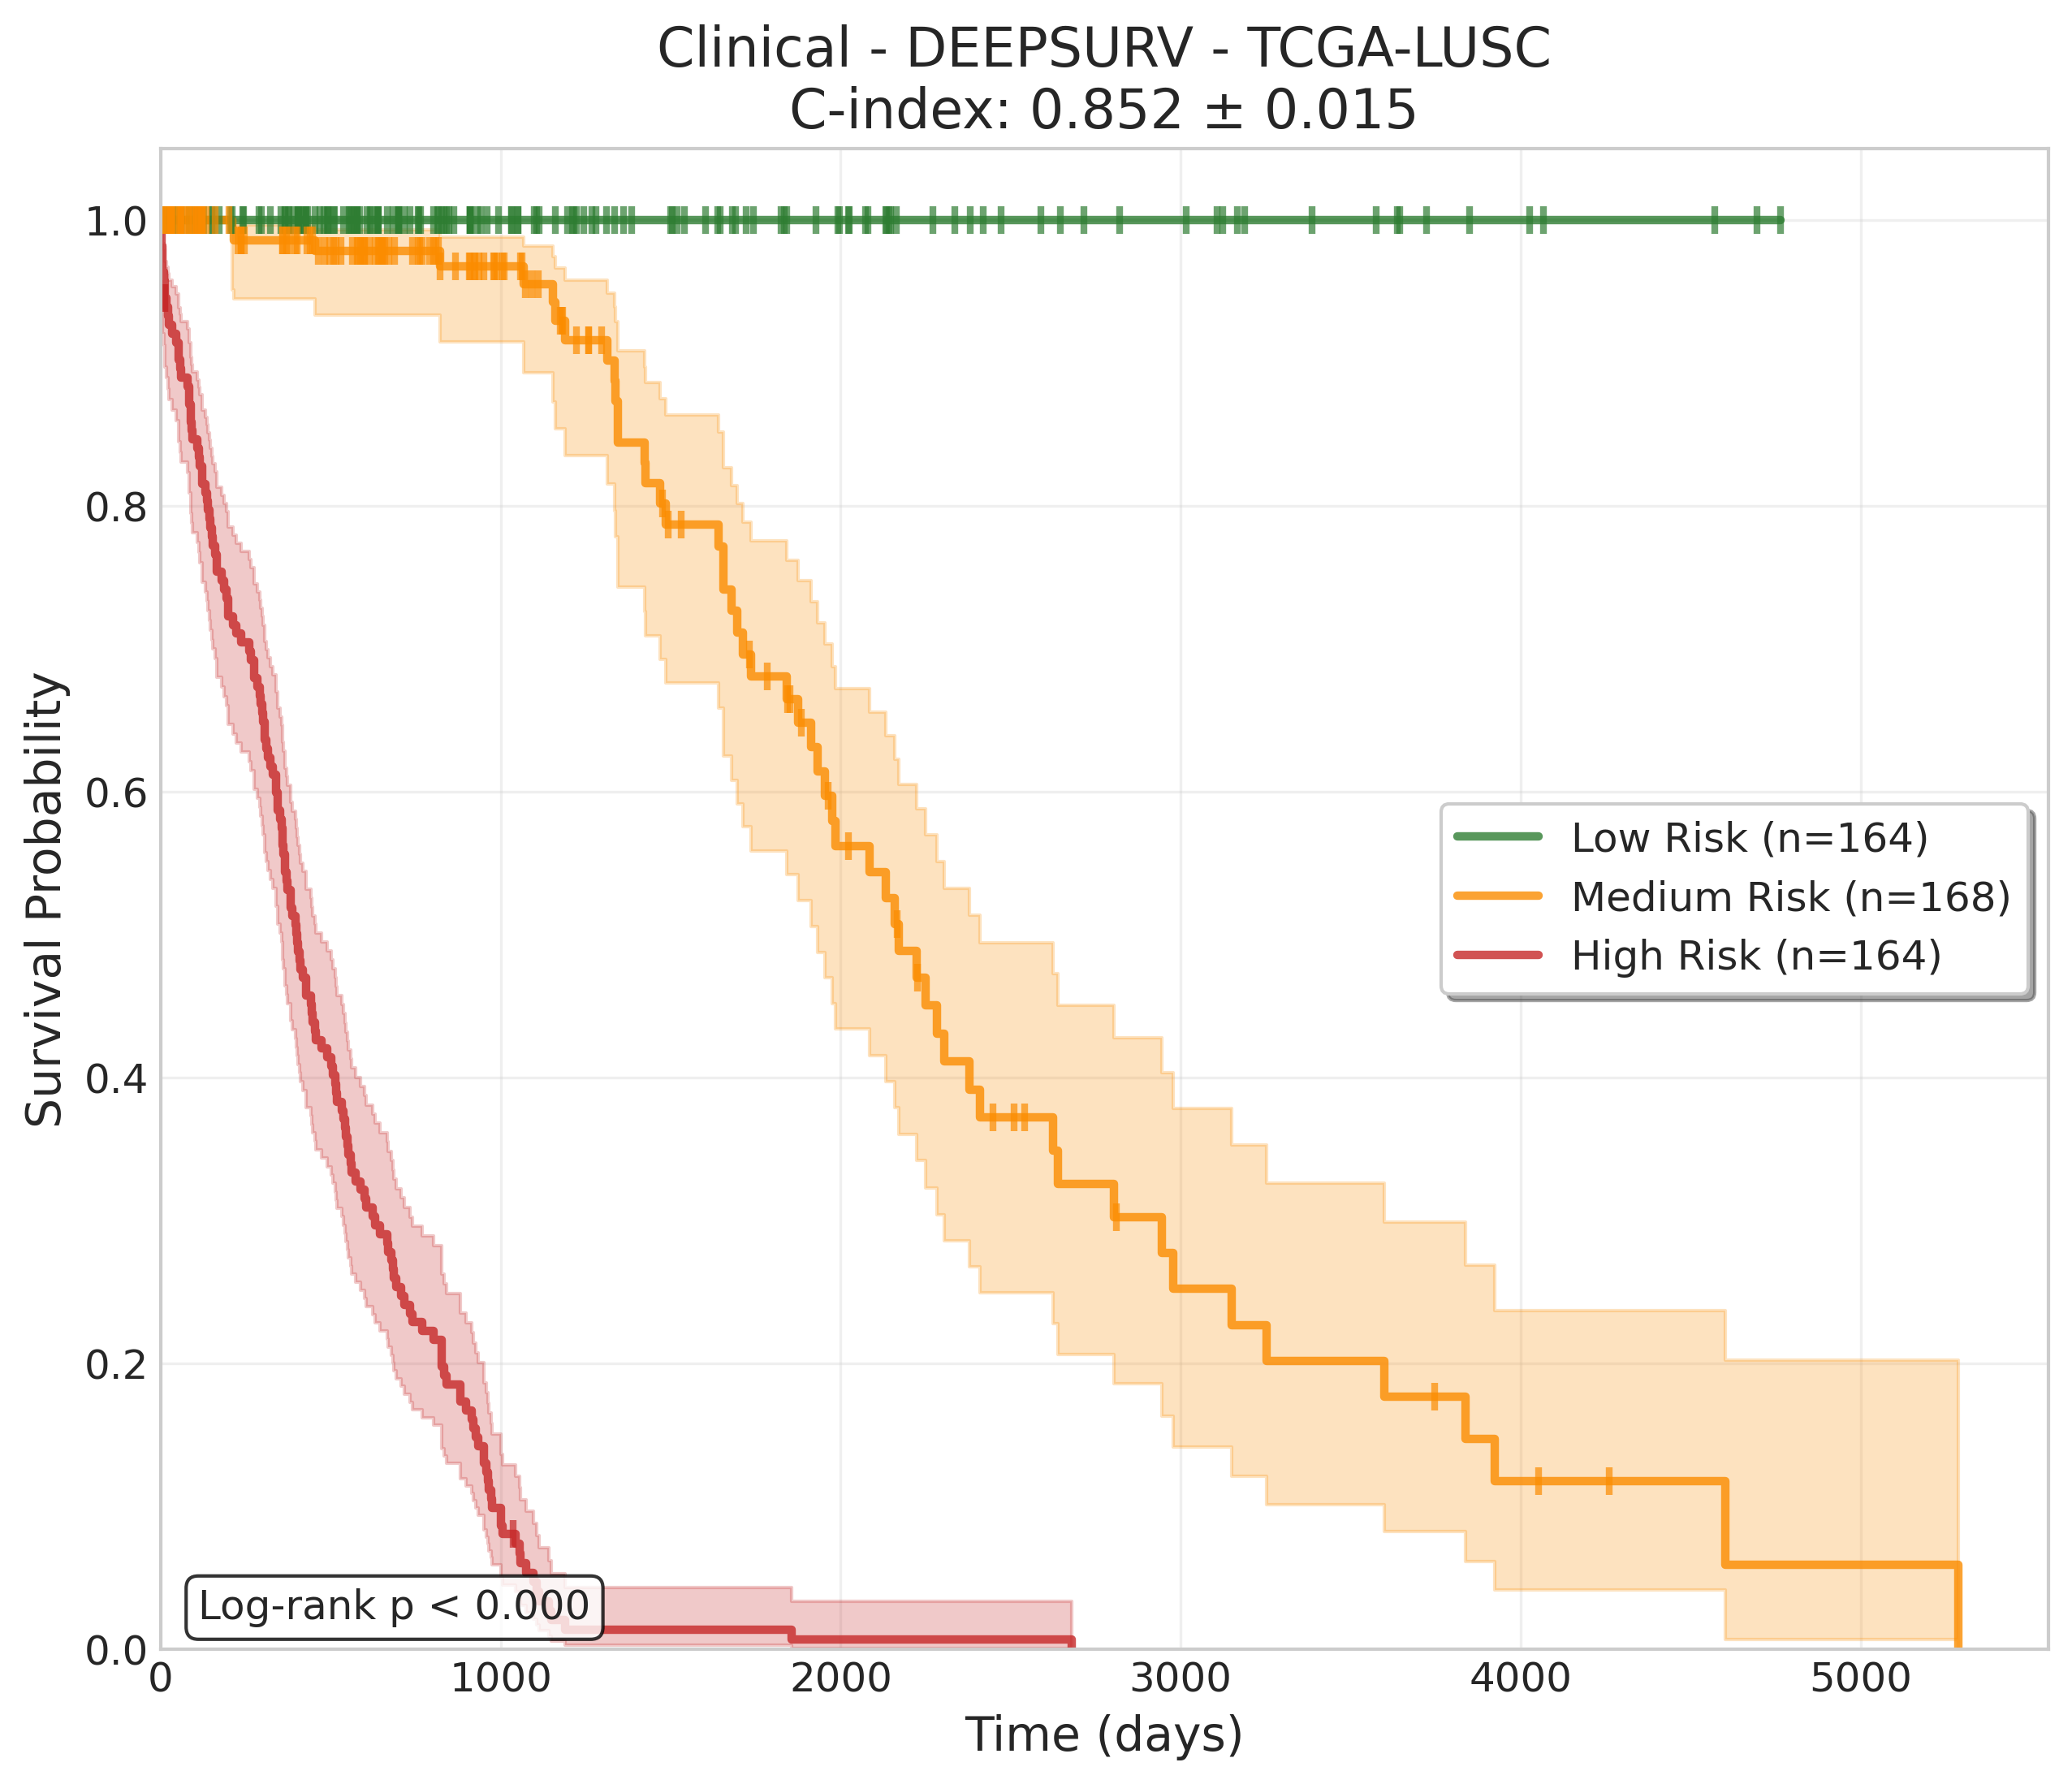 Clinical - DEEPSURV - TCGA-LUSC
C-index: 0.852 ± 0.015
Survival Probability
1.0
0.8
0.6
0.4
0.2
0.0
Low Risk (n=164)
Medium Risk (n=168)
High Risk (n=164)
Log-rank p < 0.000
0 1000 2000 3000 4000 5000
Time (days)